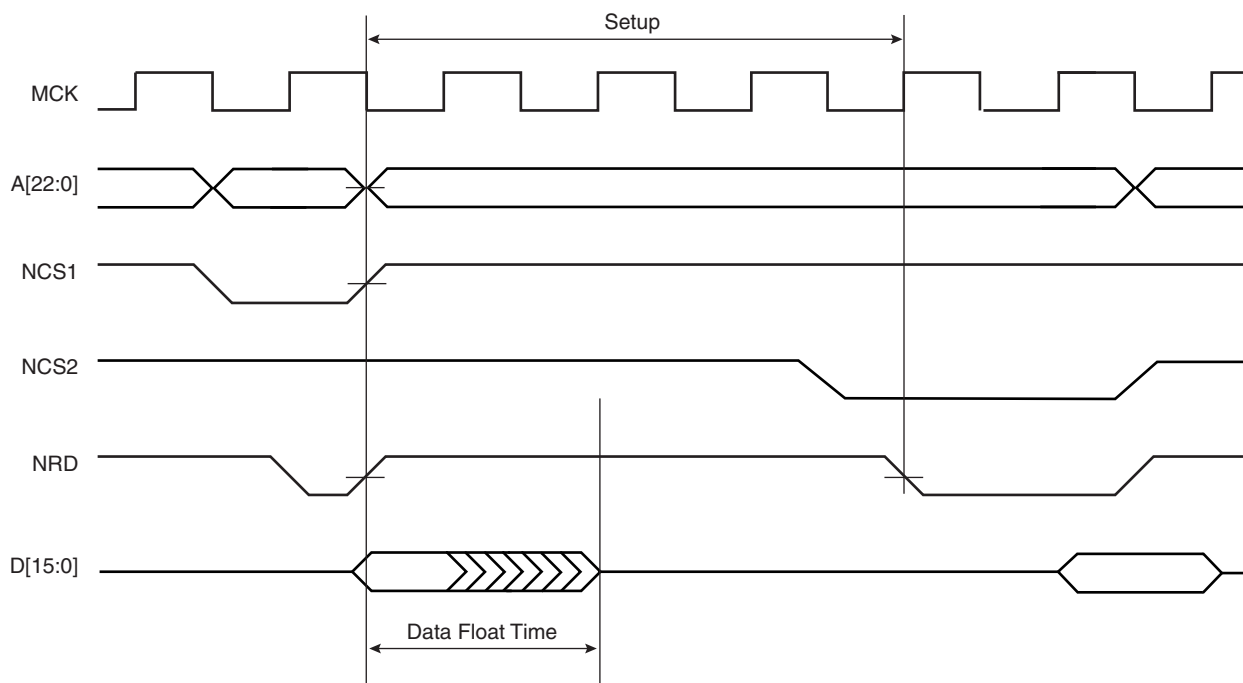 Setup
MCK
A[22:0]
NCS1
NCS2
NRD
D[15:0]
Data Float Time